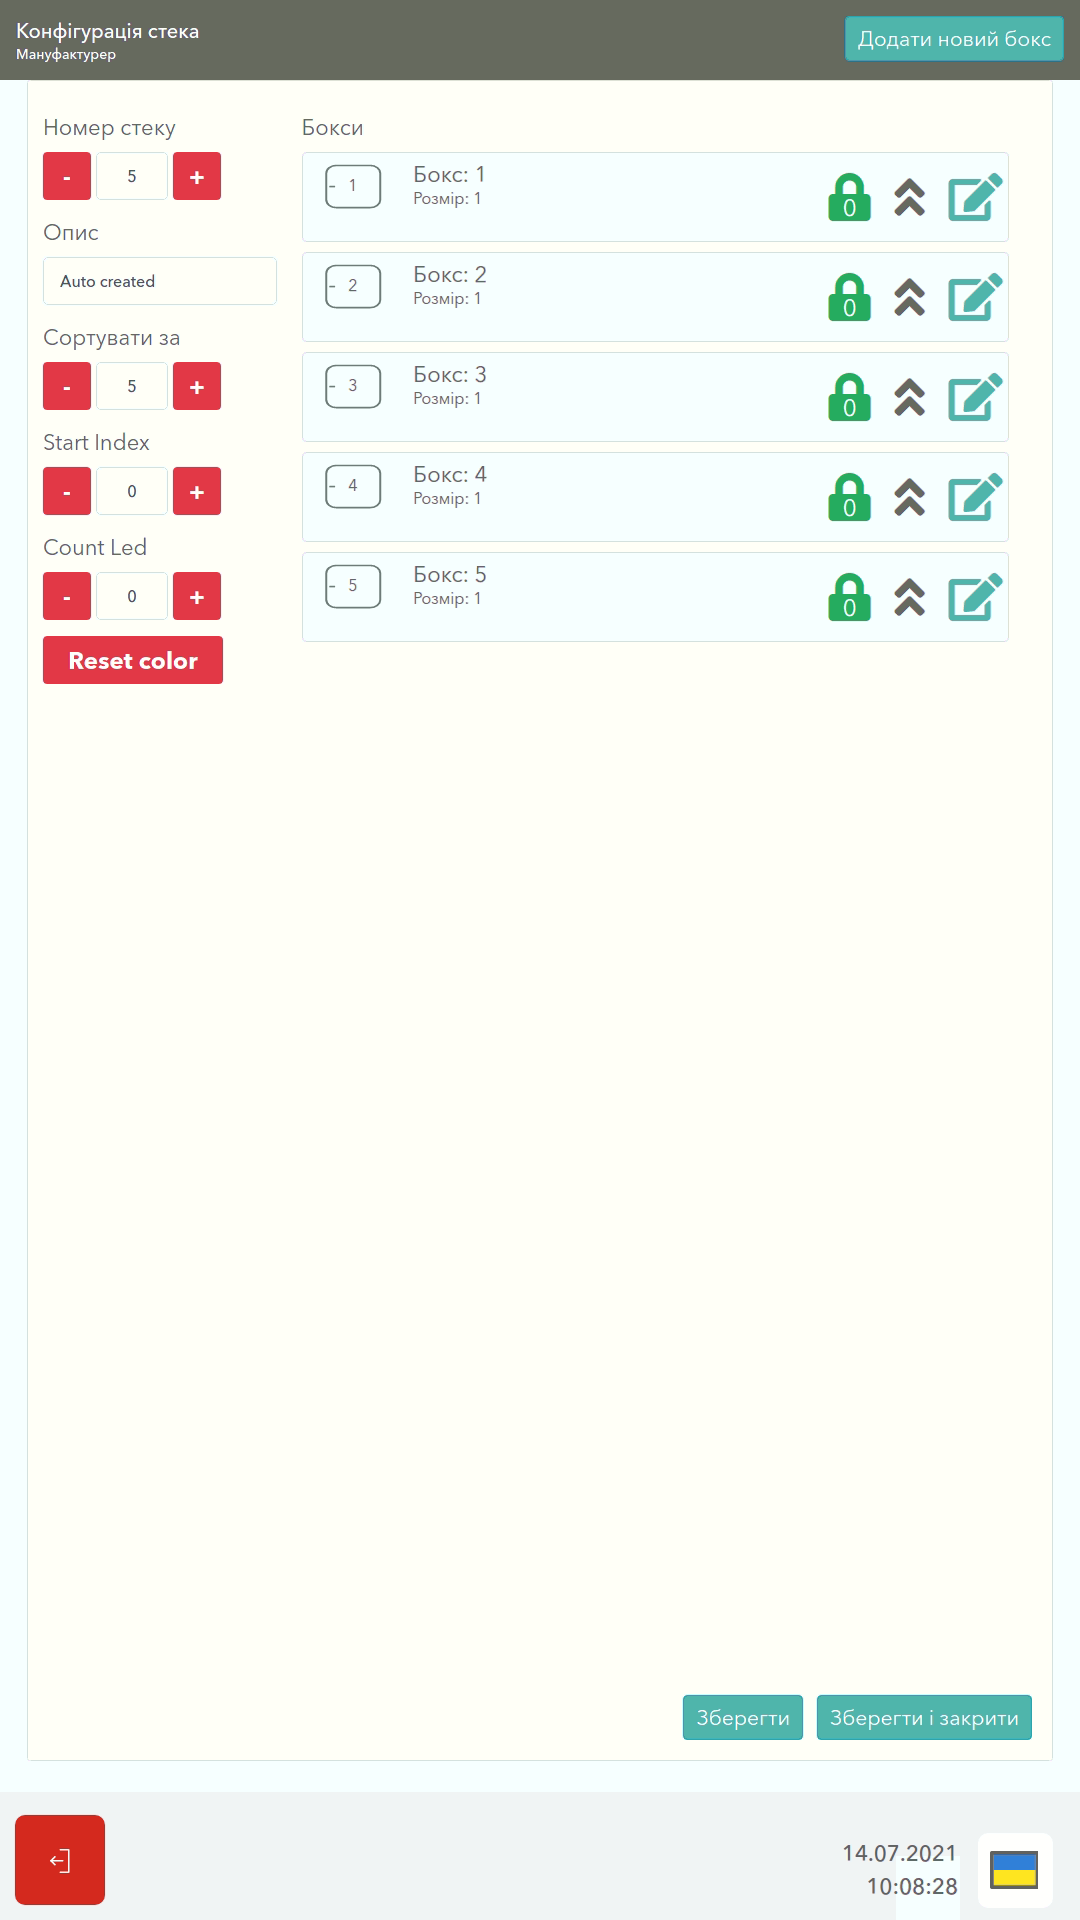 Конфігурація стека
Мануфактурер
Додати новий бокс
Номер стеку
- 5 +
Опис
Auto created
Сортувати за
- 5 +
Start Index
- 0 +
Count Led
- 0 +
Reset color
Бокси
1
Бокс: 1
Розмір: 1
0
2
Бокс: 2
Розмір: 1
0
3
Бокс: 3
Розмір: 1
0
4
Бокс: 4
Розмір: 1
0
5
Бокс: 5
Розмір: 1
0
Зберегти
Зберегти і закрити
14.07.2021
10:08:28